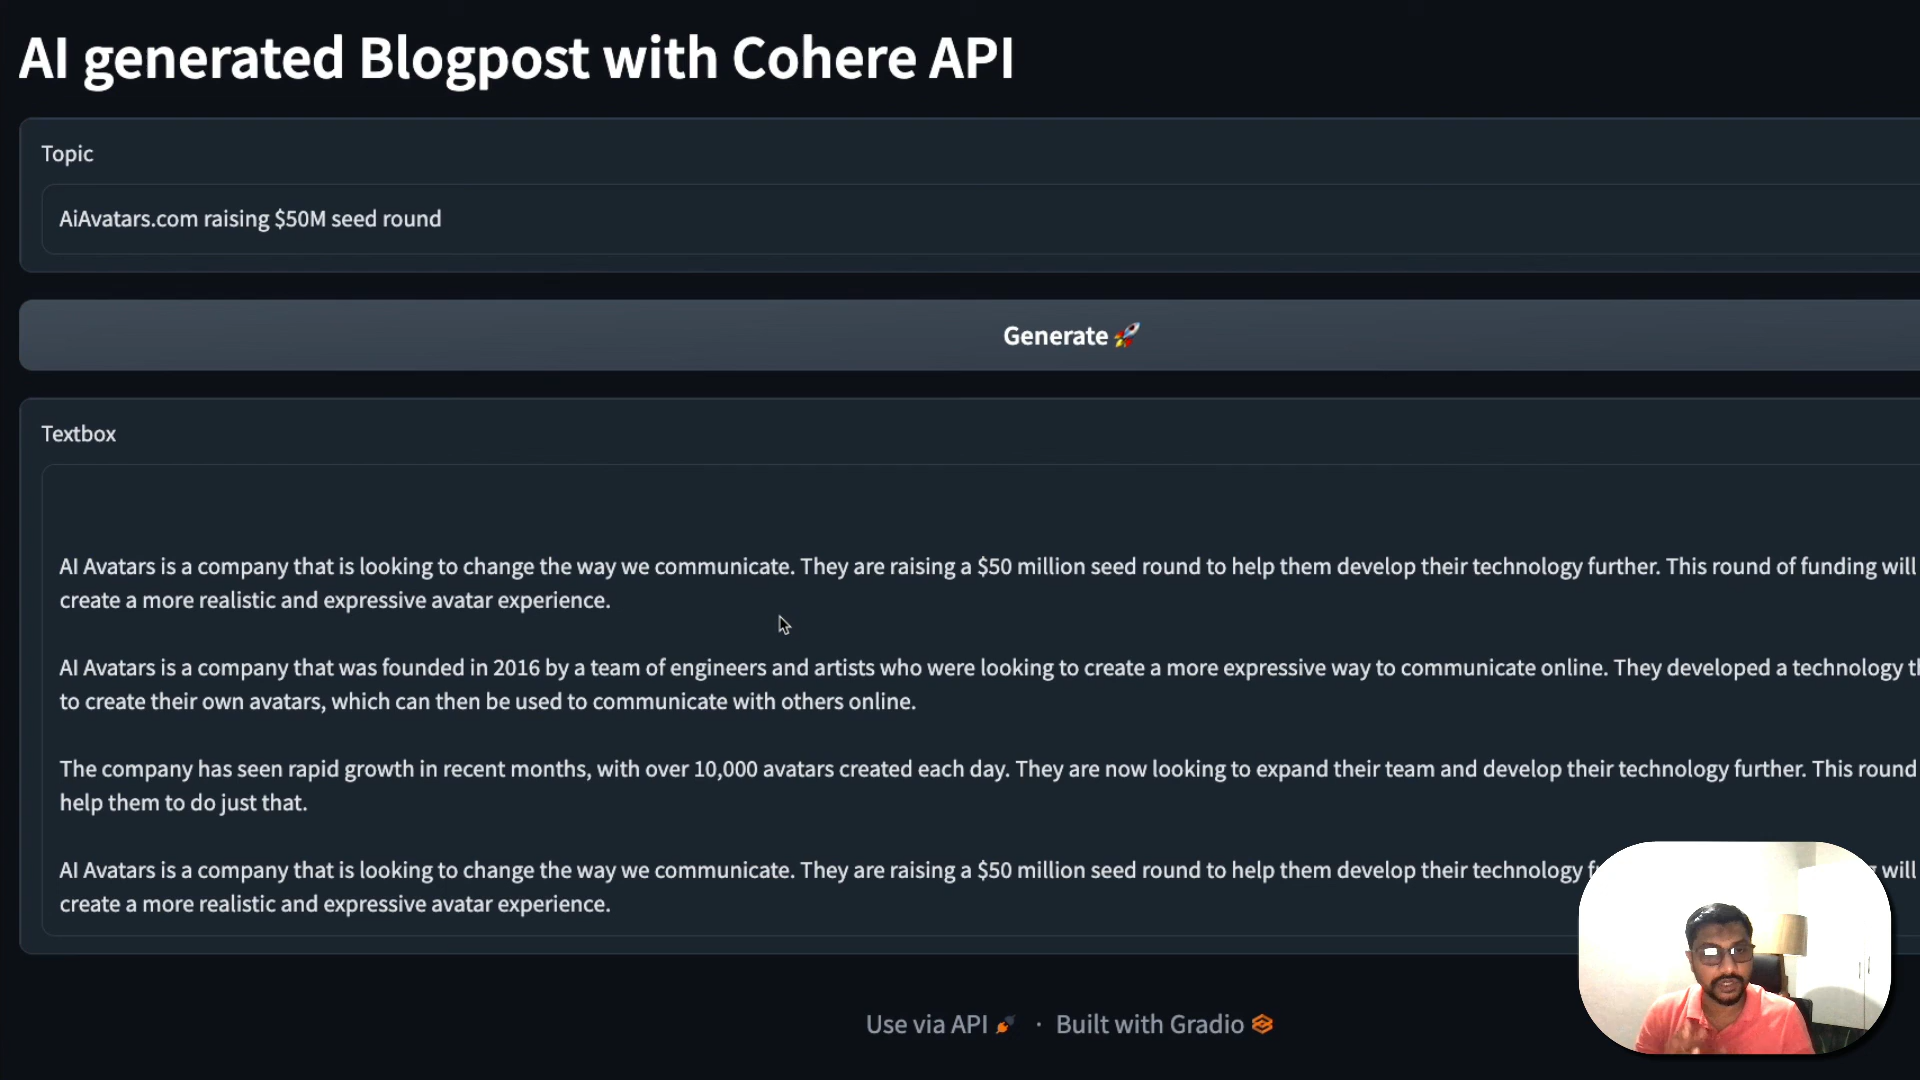 AI generated Blogpost with Cohere API
Topic
AiAvatars.com raising $50M seed round
Generate 🚀
Textbox
AI Avatars is a company that is looking to change the way we communicate. They are raising a $50 million seed round to help them develop their technology further. This round of funding will
create a more realistic and expressive avatar experience.
AI Avatars is a company that was founded in 2016 by a team of engineers and artists who were looking to create a more expressive way to communicate online. They developed a technology
to create their own avatars, which can then be used to communicate with others online.
The company has seen rapid growth in recent months, with over 10,000 avatars created each day. They are now looking to expand their team and develop their technology further. This round
help them to do just that.
AI Avatars is a company that is looking to change the way we communicate. They are raising a $50 million seed round to help them develop their technology will
create a more realistic and expressive avatar experience.
Use via API · Built with Gradio